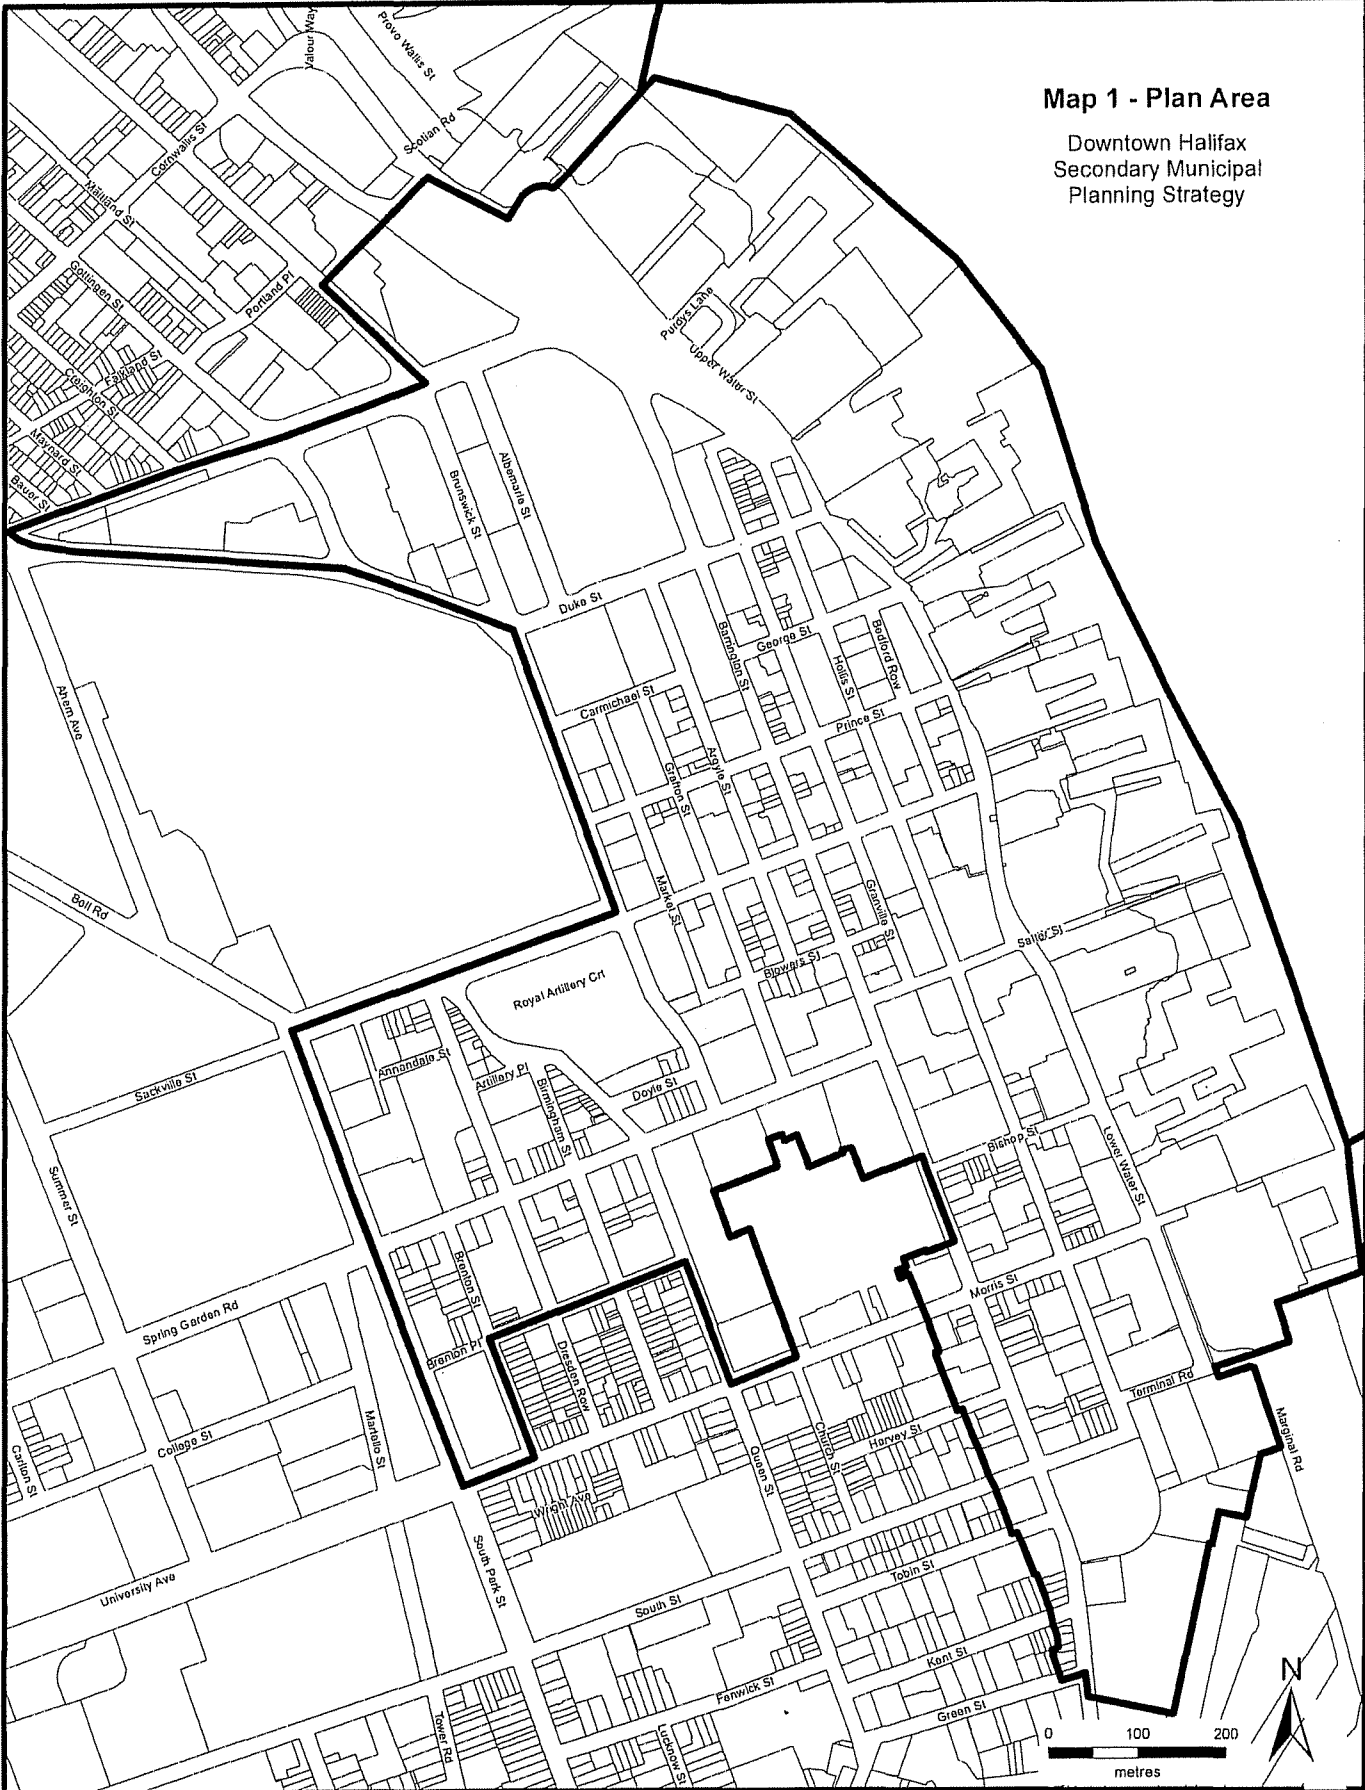 Map 1 - Plan Area
Downtown Halifax
Secondary Municipal
Planning Strategy
Valour Way
Provo Wallis St
Scotian Rd
Cornwallis St
Maitland St
Gottingen St
Portland Pl
Falkland St
Creighton St
Maynard St
Bauer St
Purdys Lane
Upper Water St
Brunswick St
Albemarle St
Duke St
Barrington St
George St
Hollis St
Bedford Row
Ahern Ave
Carmichael St
Prince St
Grafton St
Argyle St
Market St
Granville St
Bell Rd
Salter St
Blowers St
Royal Artillery Crt
Annandale St
Artillery Pl
Birmingham St
Doyle St
Sackville St
Summer St
Bishop St
Lower Water St
Brenton St
Morris St
Spring Garden Rd
Brenton Pl
Dresden Row
Terminal Rd
Marginal Rd
Martello St
College St
Carlton St
Church St
Harvey St
Queen St
Wright Ave
South Park St
Tobin St
University Ave
South St
Kent St
Fenwick St
Green St
Tower Rd
Lucknow St
N
0 100 200
metres